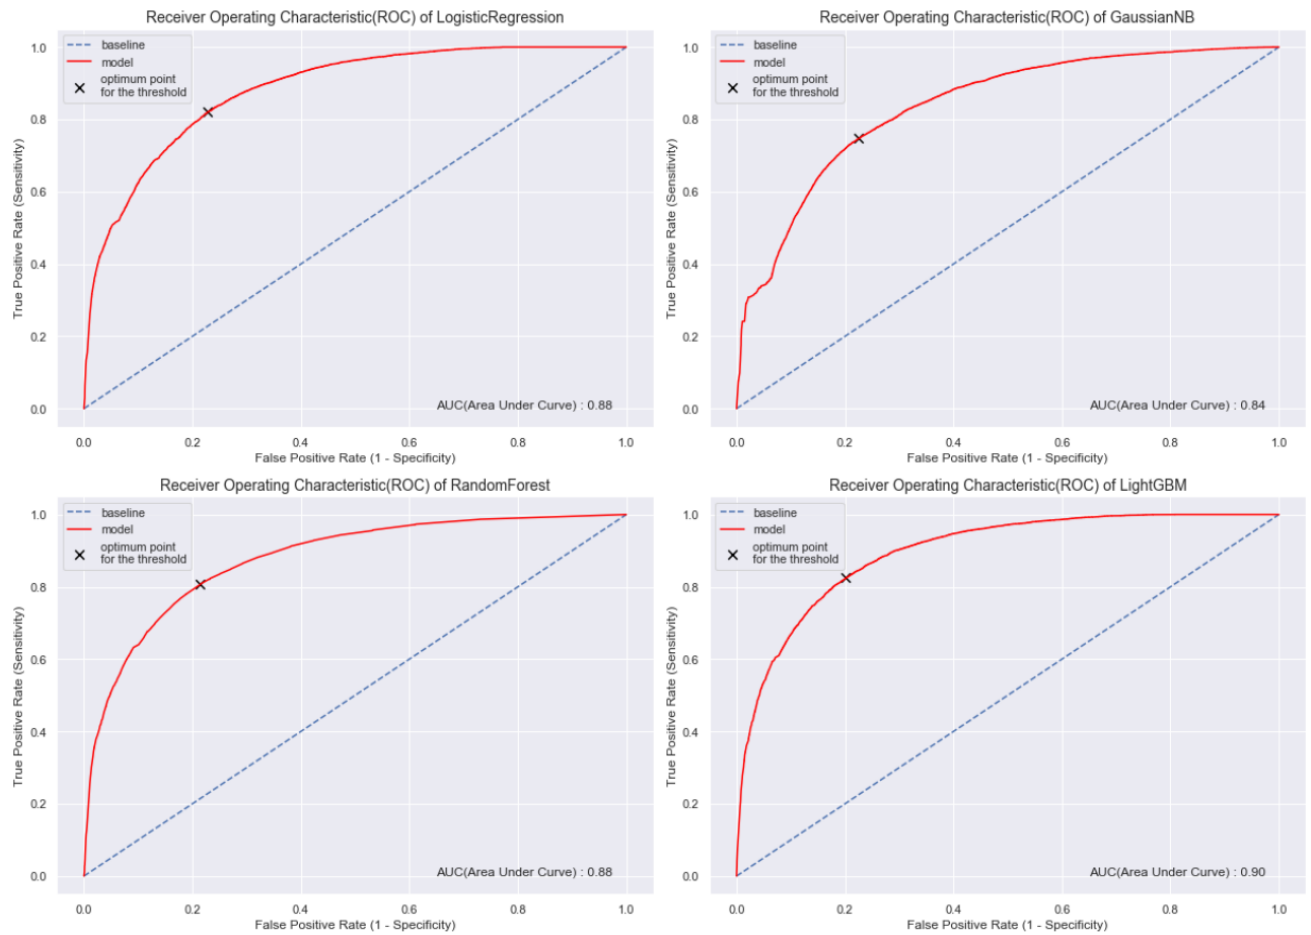 Receiver Operating Characteristic(ROC) of LogisticRegression
1.0
0.8
0.6
0.4
0.2
0.0
True Positive Rate (Sensitivity)
baseline
model
optimum point
for the threshold
AUC(Area Under Curve) : 0.88
0.0 0.2 0.4 0.6 0.8 1.0
False Positive Rate (1 - Specificity)
Receiver Operating Characteristic(ROC) of GaussianNB
1.0
0.8
0.6
0.4
0.2
0.0
True Positive Rate (Sensitivity)
baseline
model
optimum point
for the threshold
AUC(Area Under Curve) : 0.84
0.0 0.2 0.4 0.6 0.8 1.0
False Positive Rate (1 - Specificity)
Receiver Operating Characteristic(ROC) of RandomForest
1.0
0.8
0.6
0.4
0.2
0.0
True Positive Rate (Sensitivity)
baseline
model
optimum point
for the threshold
AUC(Area Under Curve) : 0.88
0.0 0.2 0.4 0.6 0.8 1.0
False Positive Rate (1 - Specificity)
Receiver Operating Characteristic(ROC) of LightGBM
1.0
0.8
0.6
0.4
0.2
0.0
True Positive Rate (Sensitivity)
baseline
model
optimum point
for the threshold
AUC(Area Under Curve) : 0.90
0.0 0.2 0.4 0.6 0.8 1.0
False Positive Rate (1 - Specificity)